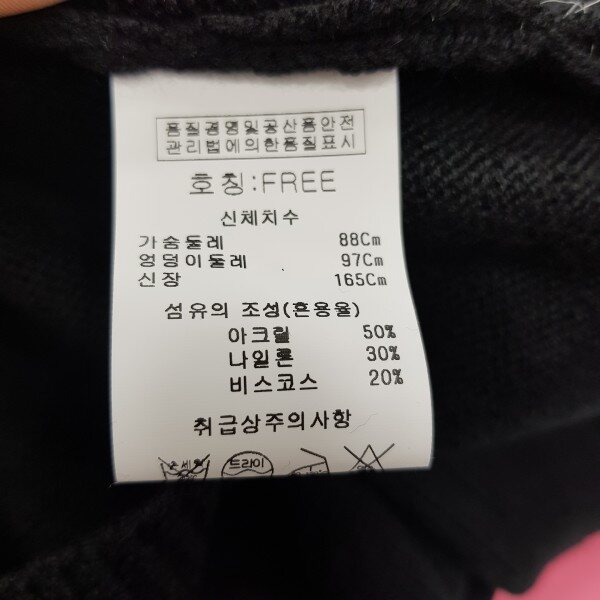 품질경영및공산품안전
관리법에의한품질표시
호칭:FREE
신체치수
가슴둘레 88Cm
엉덩이둘레 97Cm
신장 165Cm
섬유의 조성(혼용율)
아크릴 50%
나일론 30%
비스코스 20%
취급상주의사항
손세탁 드라이